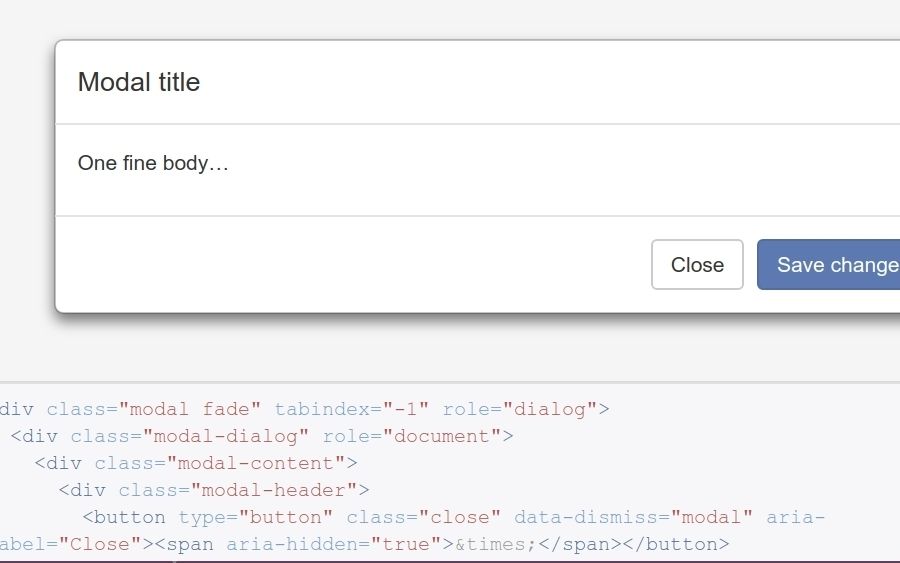 Modal title
One fine body…
Close Save change
div class="modal fade" tabindex="-1" role="dialog">
<div class="modal-dialog" role="document">
<div class="modal-content">
<div class="modal-header">
<button type="button" class="close" data-dismiss="modal" aria-
abel="Close"><span aria-hidden="true">&times;</span></button>